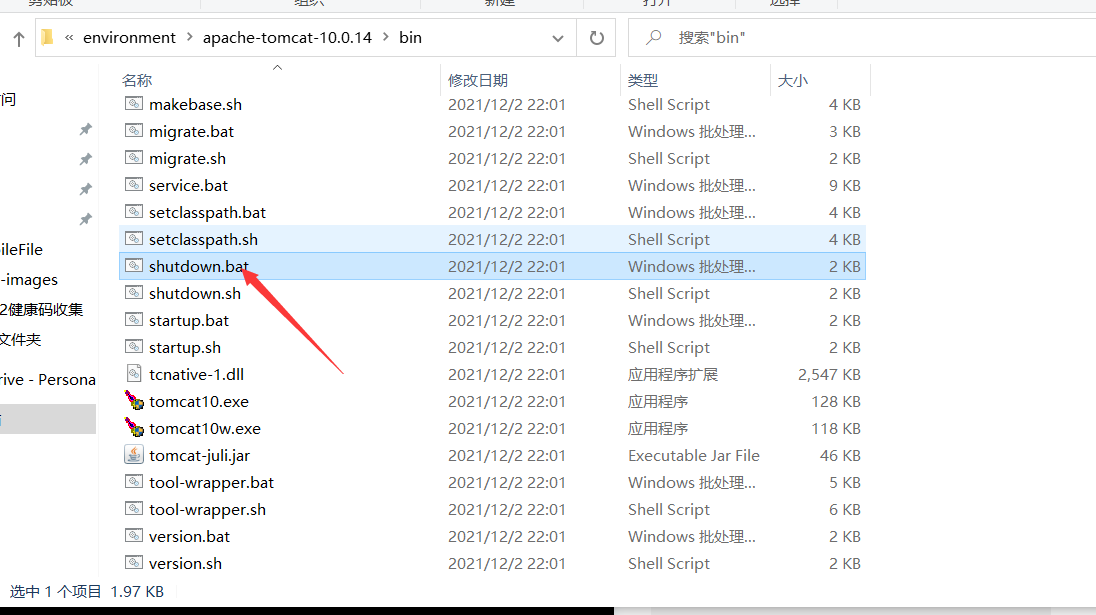 剪贴板 组织 新建 打开 选择
« environment > apache-tomcat-10.0.14 > bin 搜索"bin"
名称 修改日期 类型 大小
makebase.sh 2021/12/2 22:01 Shell Script 4 KB
migrate.bat 2021/12/2 22:01 Windows 批处理... 3 KB
migrate.sh 2021/12/2 22:01 Shell Script 2 KB
service.bat 2021/12/2 22:01 Windows 批处理... 9 KB
setclasspath.bat 2021/12/2 22:01 Windows 批处理... 4 KB
setclasspath.sh 2021/12/2 22:01 Shell Script 4 KB
shutdown.bat 2021/12/2 22:01 Windows 批处理... 2 KB
shutdown.sh 2021/12/2 22:01 Shell Script 2 KB
startup.bat 2021/12/2 22:01 Windows 批处理... 2 KB
startup.sh 2021/12/2 22:01 Shell Script 2 KB
tcnative-1.dll 2021/12/2 22:01 应用程序扩展 2,547 KB
tomcat10.exe 2021/12/2 22:01 应用程序 128 KB
tomcat10w.exe 2021/12/2 22:01 应用程序 118 KB
tomcat-juli.jar 2021/12/2 22:01 Executable Jar File 46 KB
tool-wrapper.bat 2021/12/2 22:01 Windows 批处理... 5 KB
tool-wrapper.sh 2021/12/2 22:01 Shell Script 6 KB
version.bat 2021/12/2 22:01 Windows 批处理... 2 KB
version.sh 2021/12/2 22:01 Shell Script 2 KB
问
ileFile
-images
2健康码收集
文件夹
rive - Persona
选中 1 个项目 1.97 KB